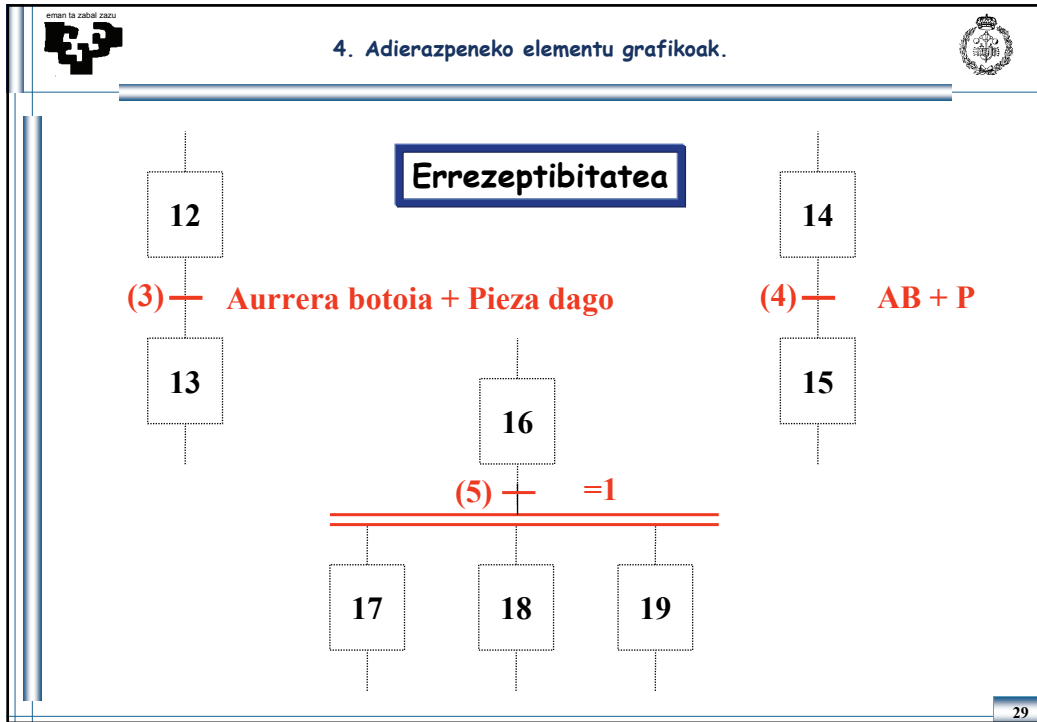 eman ta zabal zazu
4. Adierazpeneko elementu grafikoak.
Errezeptibitatea
12
(3) Aurrera botoia + Pieza dago
13
14
(4) AB + P
15
16
(5) =1
17 18 19
29